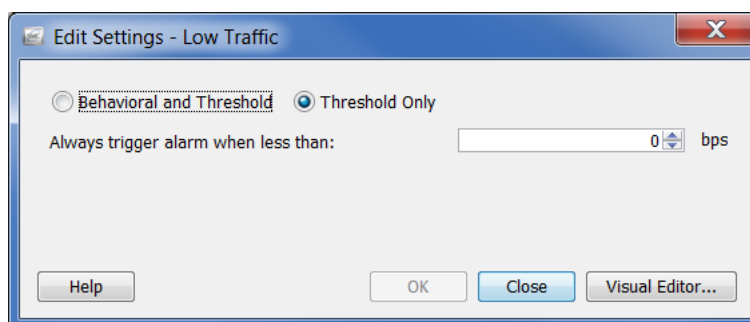 Edit Settings - Low Traffic
Behavioral and Threshold Threshold Only
Always trigger alarm when less than: 0 bps
Help OK Close Visual Editor...